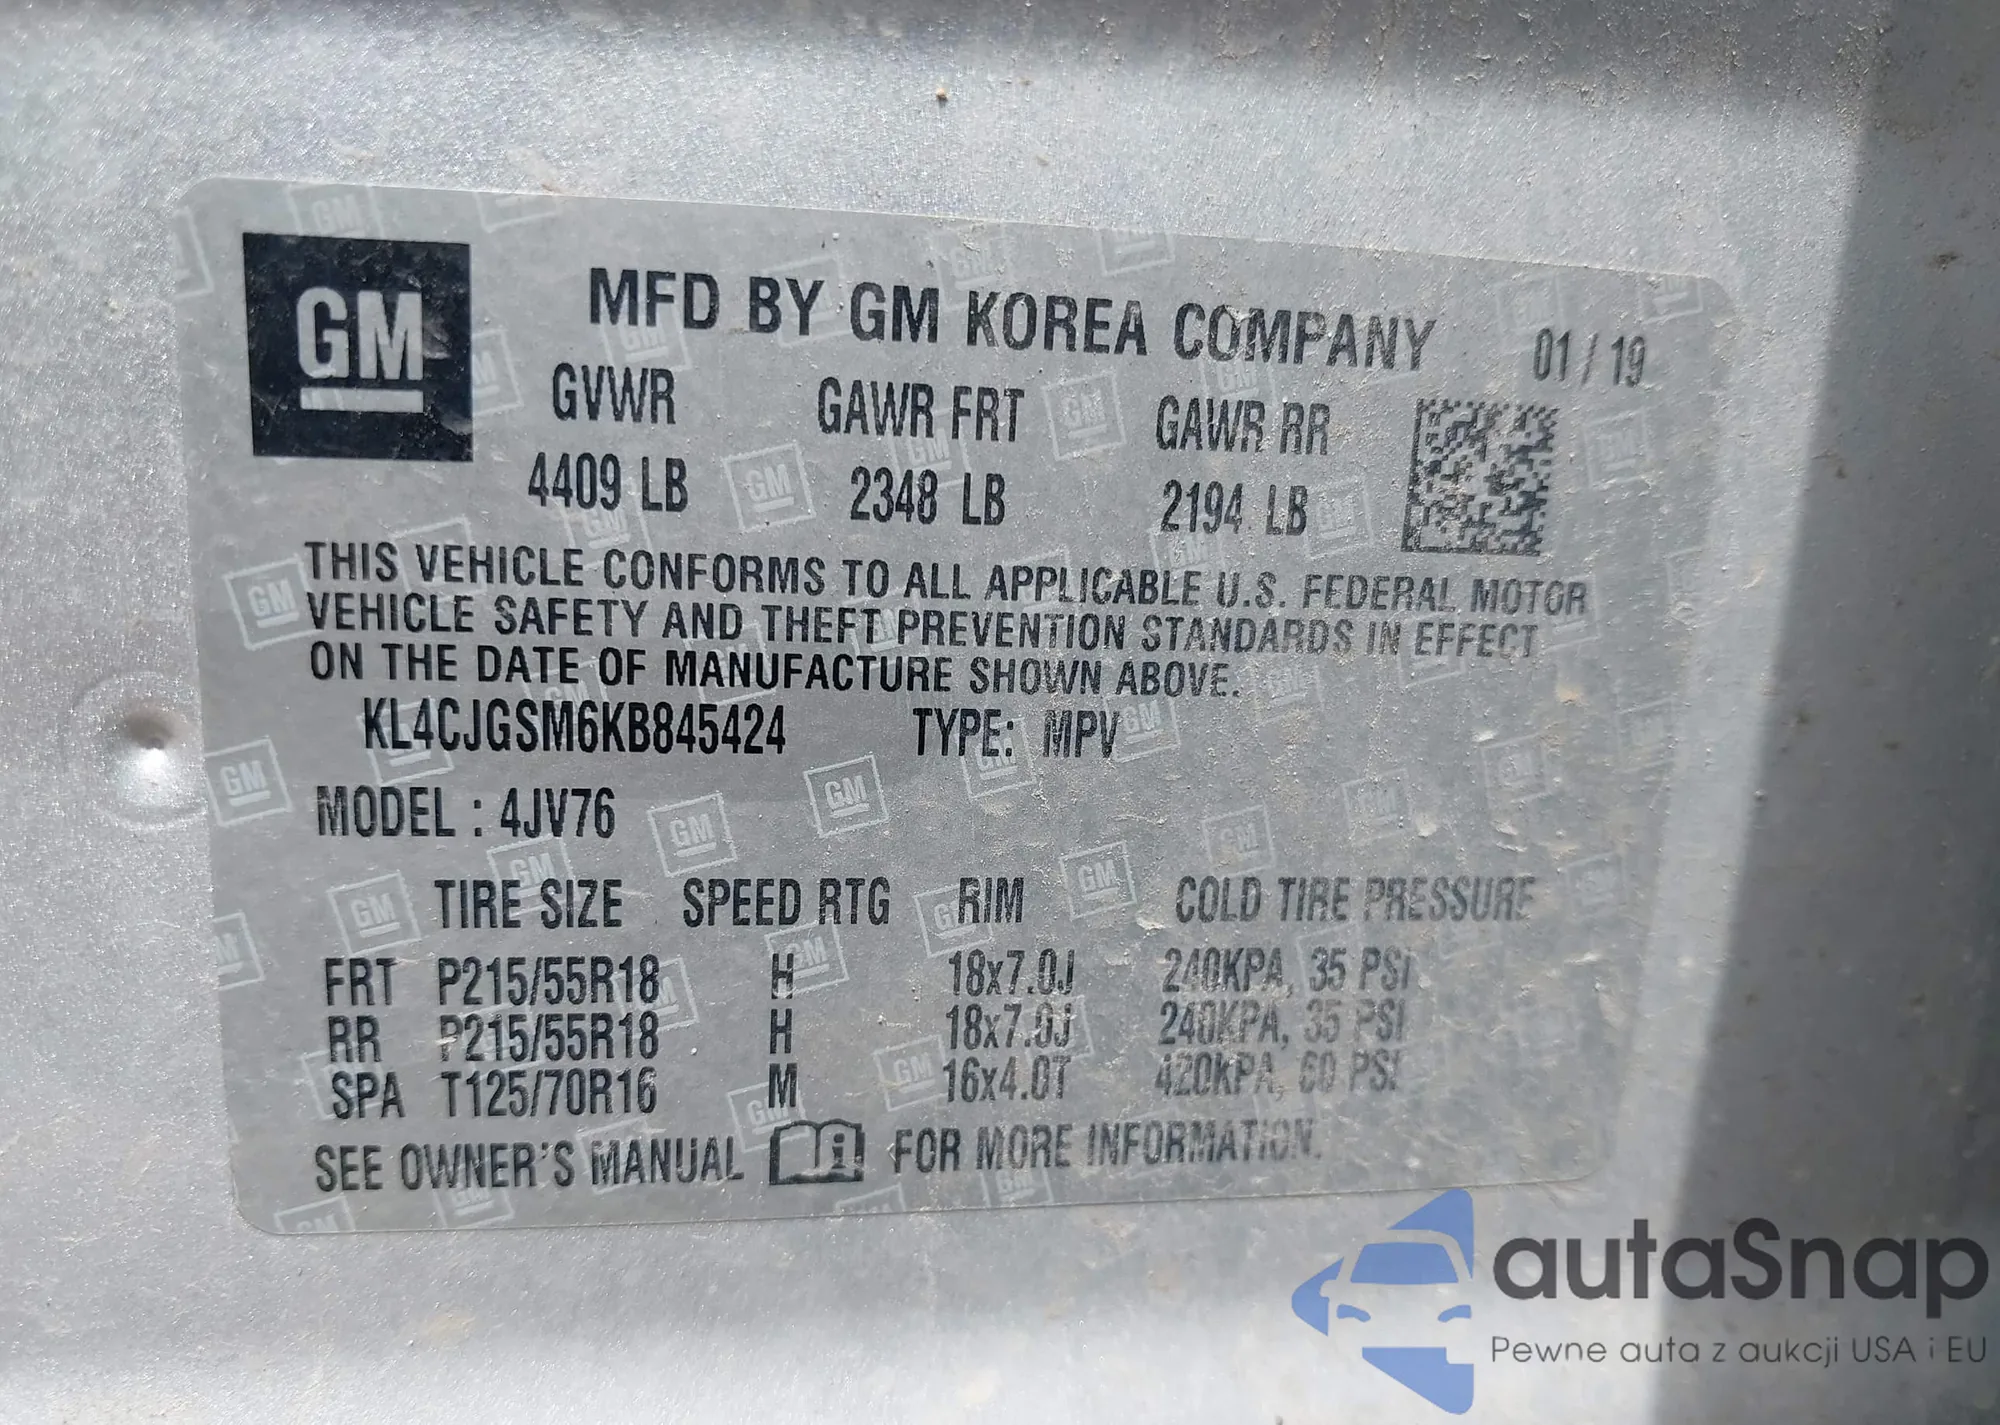 GM
MFD BY GM KOREA COMPANY 01 / 19
GVWR GAWR FRT GAWR RR
4409 LB 2348 LB 2194 LB
THIS VEHICLE CONFORMS TO ALL APPLICABLE U.S. FEDERAL MOTOR
VEHICLE SAFETY AND THEFT PREVENTION STANDARDS IN EFFECT
ON THE DATE OF MANUFACTURE SHOWN ABOVE.
KL4CJGSM6KB845424 TYPE: MPV
MODEL : 4JV76
TIRE SIZE SPEED RTG RIM COLD TIRE PRESSURE
FRT P215/55R18 H 18x7.0J 240KPA, 35 PSI
RR P215/55R18 H 18x7.0J 240KPA, 35 PSI
SPA T125/70R16 M 16x4.0T 420KPA, 60 PSI
SEE OWNER'S MANUAL i FOR MORE INFORMATION.
autaSnap
Pewne auta z aukcji USA i EU